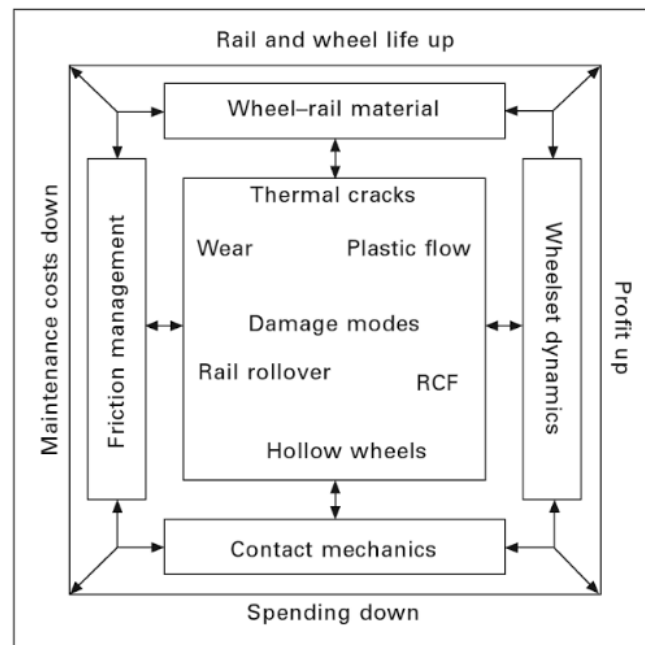 Rail and wheel life up
Wheel–rail material
Maintenance costs down
Friction management
Thermal cracks
Wear
Plastic flow
Damage modes
Rail rollover
RCF
Hollow wheels
Wheelset dynamics
Profit up
Contact mechanics
Spending down